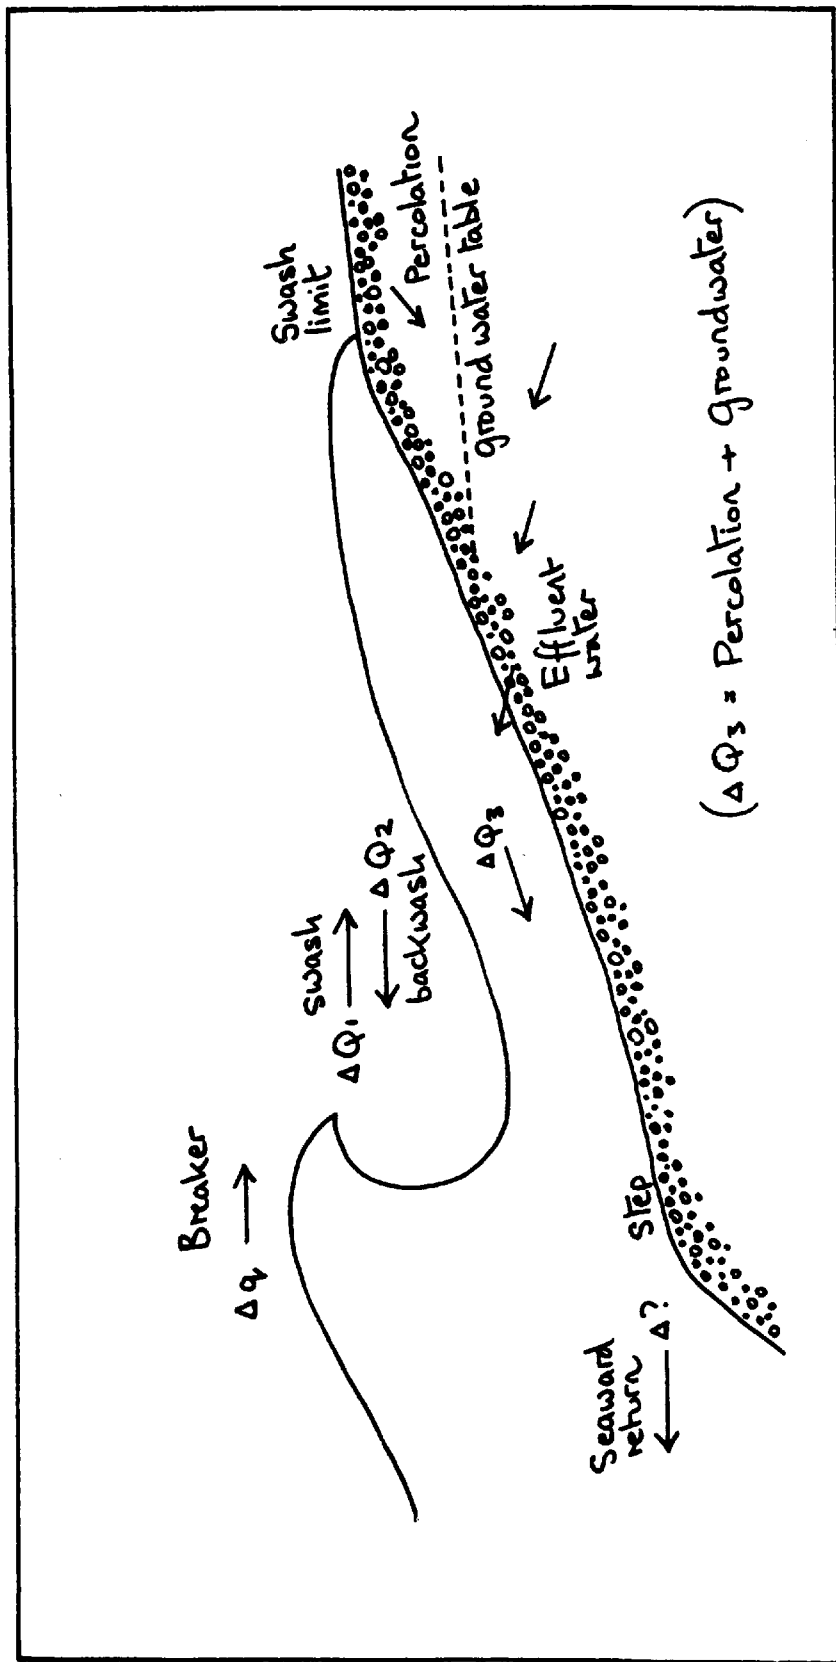 Breaker
Δq
Swash
ΔQ1
ΔQ2
backwash
Swash
limit
Percolation
ground water table
ΔQ3
Effluent
water
Step
Seaward
return
Δ?
(ΔQ3 = Percolation + Groundwater)